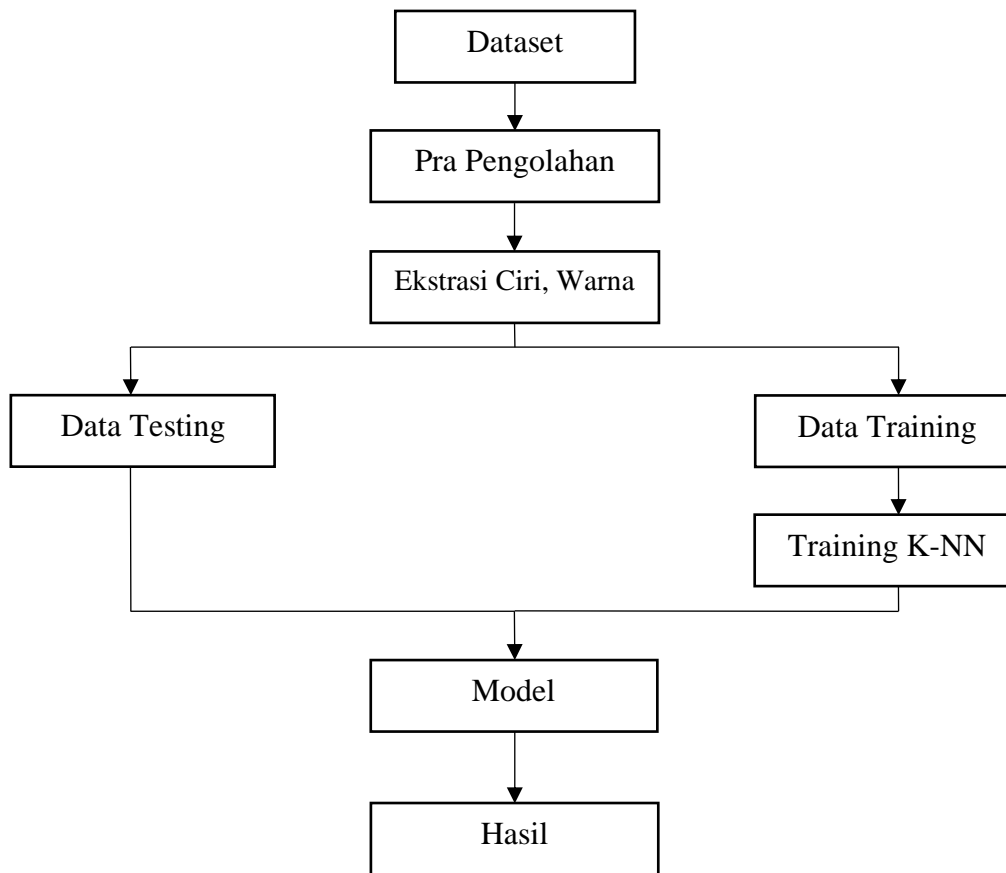 Dataset
Pra Pengolahan
Ekstrasi Ciri, Warna
Data Testing
Data Training
Training K-NN
Model
Hasil